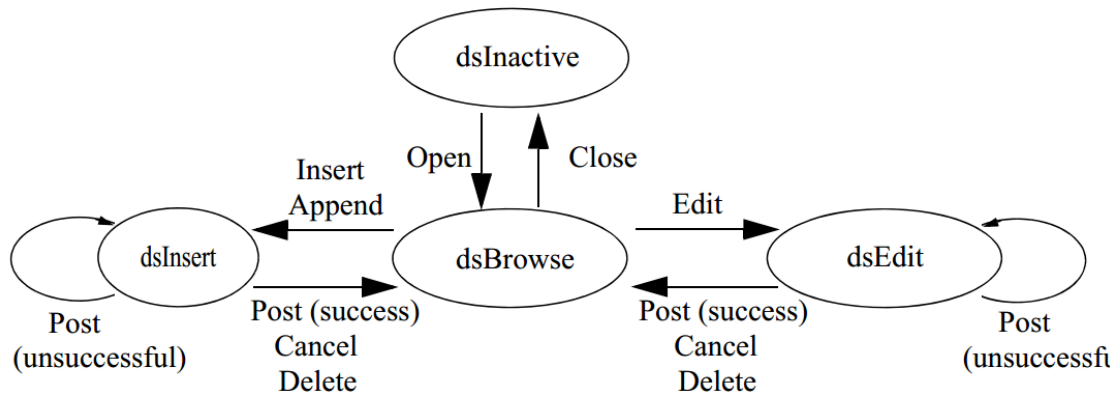 dsInactive
Open
Close
Insert
Append
Edit
dsInsert
dsBrowse
dsEdit
Post
(unsuccessful)
Post (success)
Cancel
Delete
Post (success)
Cancel
Delete
Post
(unsuccessfu